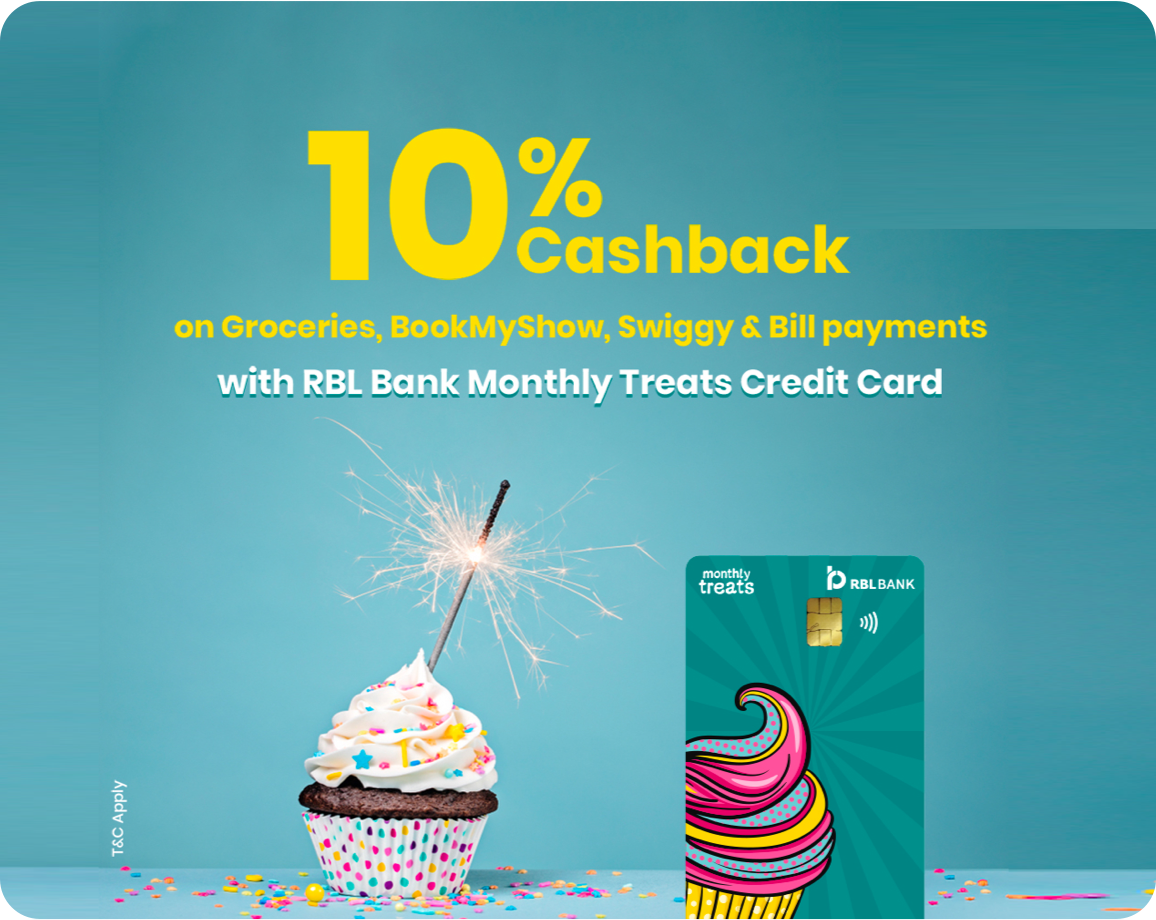 10%
Cashback
on Groceries, BookMyShow, Swiggy & Bill payments
with RBL Bank Monthly Treats Credit Card
monthly
treats
RBL BANK
T&C Apply